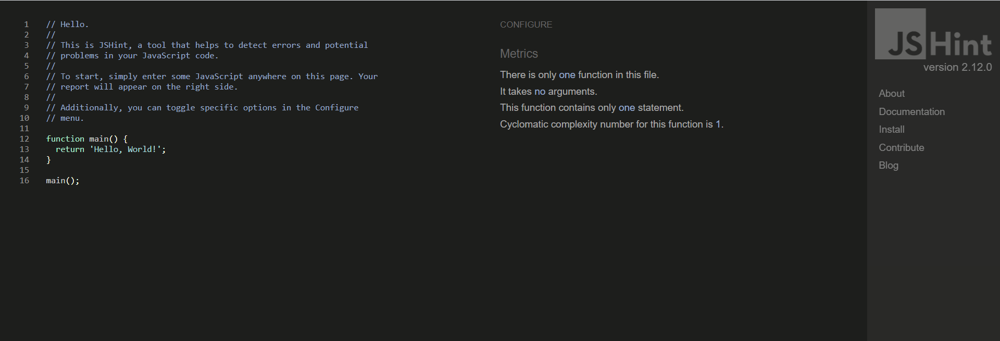 1 // Hello.
2 //
3 // This is JSHint, a tool that helps to detect errors and potential
4 // problems in your JavaScript code.
5 //
6 // To start, simply enter some JavaScript anywhere on this page. Your
7 // report will appear on the right side.
8 //
9 // Additionally, you can toggle specific options in the Configure
10 // menu.
11
12 function main() {
13   return 'Hello, World!';
14 }
15
16 main();
CONFIGURE
Metrics
There is only one function in this file.
It takes no arguments.
This function contains only one statement.
Cyclomatic complexity number for this function is 1.
JSHint
version 2.12.0
About
Documentation
Install
Contribute
Blog